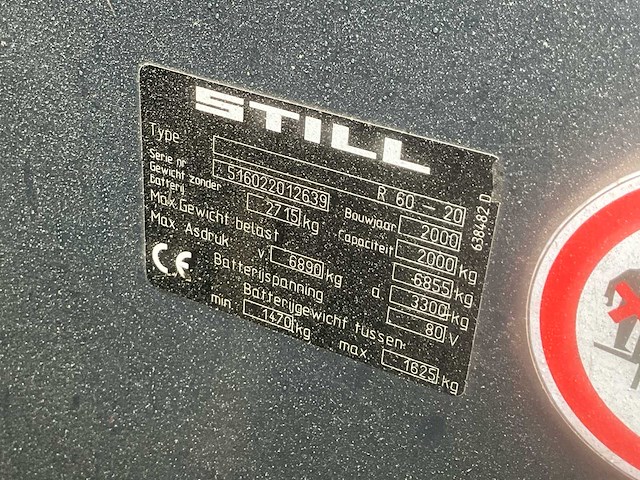 STILL
Type R 60 - 20
Serie nr. 516022012639 Bouwjaar 2000
Gewicht zonder batterij 2715 kg Capaciteit 2000 kg
Max. Gewicht belast 6855 kg
Max. Asdruk v. 6890 kg a. 3300 kg
Batterijspanning 80 V
Batterijgewicht tussen:
min. 1470 kg max. 1625 kg
CE
638482 D